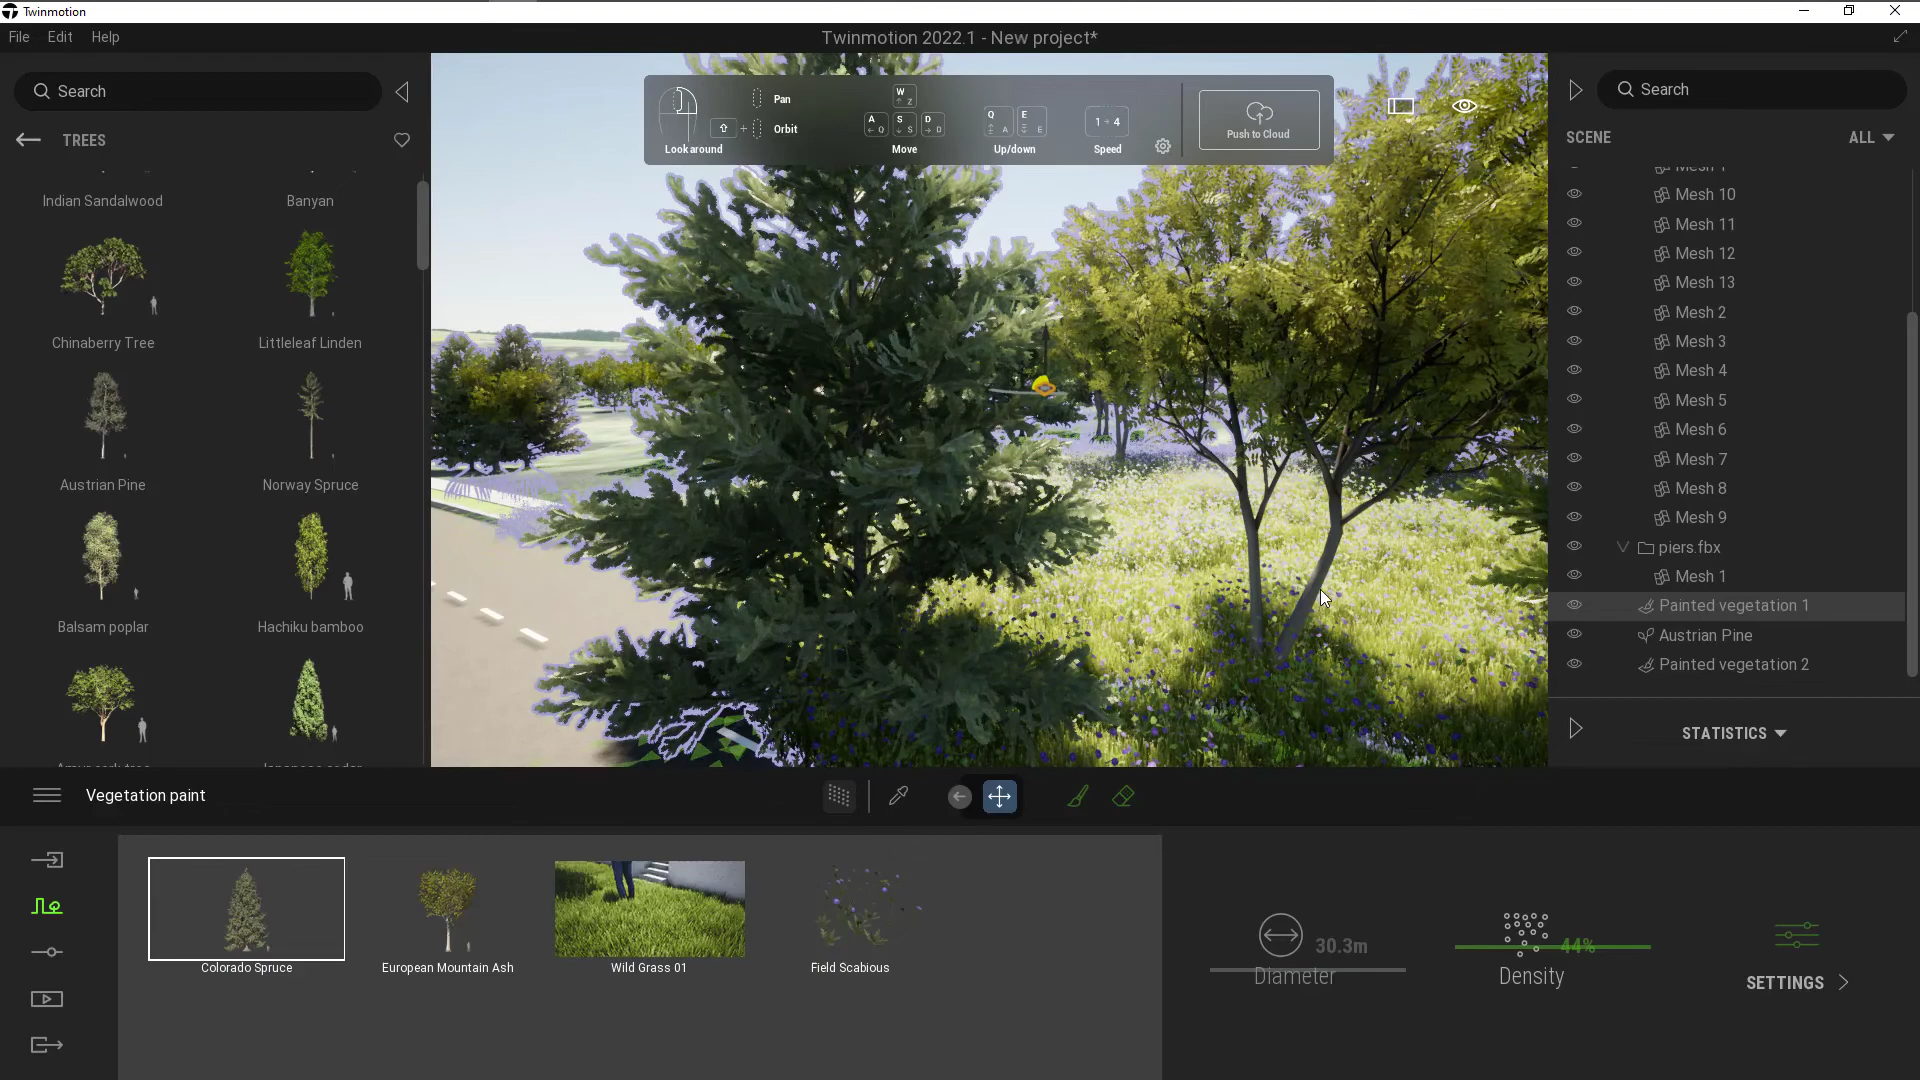 Twinmotion
File Edit Help
Twinmotion 2022.1 - New project*
Search
TREES
Indian Sandalwood
Banyan
Chinaberry Tree
Littleleaf Linden
Austrian Pine
Norway Spruce
Balsam poplar
Hachiku bamboo
Look around
Pan
Orbit
W
Z
A
Q
S
S
D
D
Move
Q
A
E
E
Up/down
1 4
Speed
Push to Cloud
Search
SCENE
ALL
Mesh 1
Mesh 10
Mesh 11
Mesh 12
Mesh 13
Mesh 2
Mesh 3
Mesh 4
Mesh 5
Mesh 6
Mesh 7
Mesh 8
Mesh 9
piers.fbx
Mesh 1
Painted vegetation 1
Austrian Pine
Painted vegetation 2
STATISTICS
Vegetation paint
Colorado Spruce
European Mountain Ash
Wild Grass 01
Field Scabious
30.3m
Diameter
44%
Density
SETTINGS